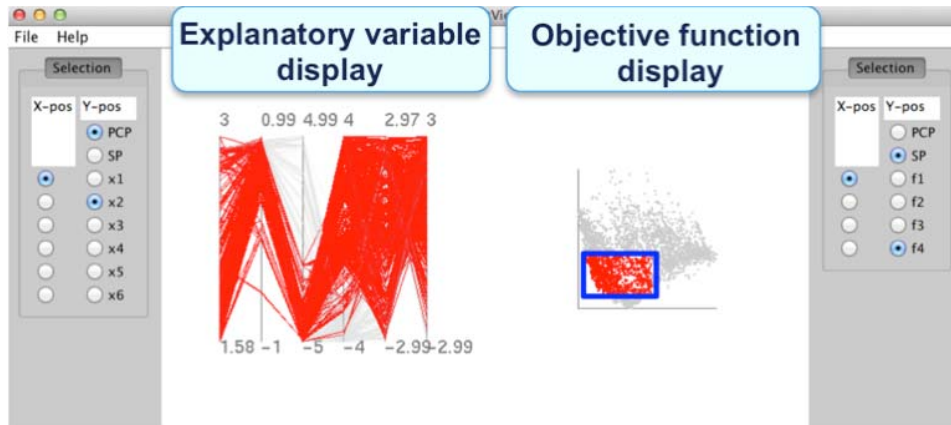 Vie
File Help
Explanatory variable
display
Objective function
display
Selection
X-pos Y-pos
PCP
SP
x1
x2
x3
x4
x5
x6
3 0.99 4.99 4 2.97 3
1.58 -1 -5 -4 -2.99 -2.99
Selection
X-pos Y-pos
PCP
SP
f1
f2
f3
f4